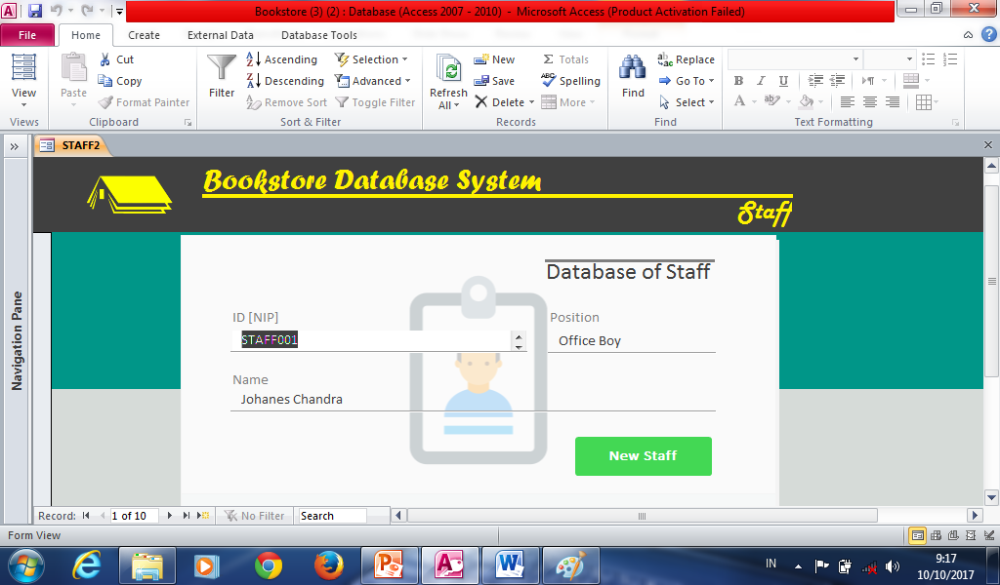 Bookstore (3) (2) : Database (Access 2007 - 2010) - Microsoft Access (Product Activation Failed)
File Home Create External Data Database Tools
View
Views
Paste
Cut
Copy
Format Painter
Clipboard
Filter
Ascending
Descending
Remove Sort
Selection
Advanced
Toggle Filter
Sort & Filter
Refresh All
New
Save
Delete
Totals
Spelling
More
Records
Find
Replace
Go To
Select
Find
B I U
A
Text Formatting
STAFF2
Bookstore Database System
Staff
Navigation Pane
Database of Staff
ID [NIP]
STAFF001
Position
Office Boy
Name
Johanes Chandra
New Staff
Record: 1 of 10 No Filter Search
Form View
IN
9:17
10/10/2017